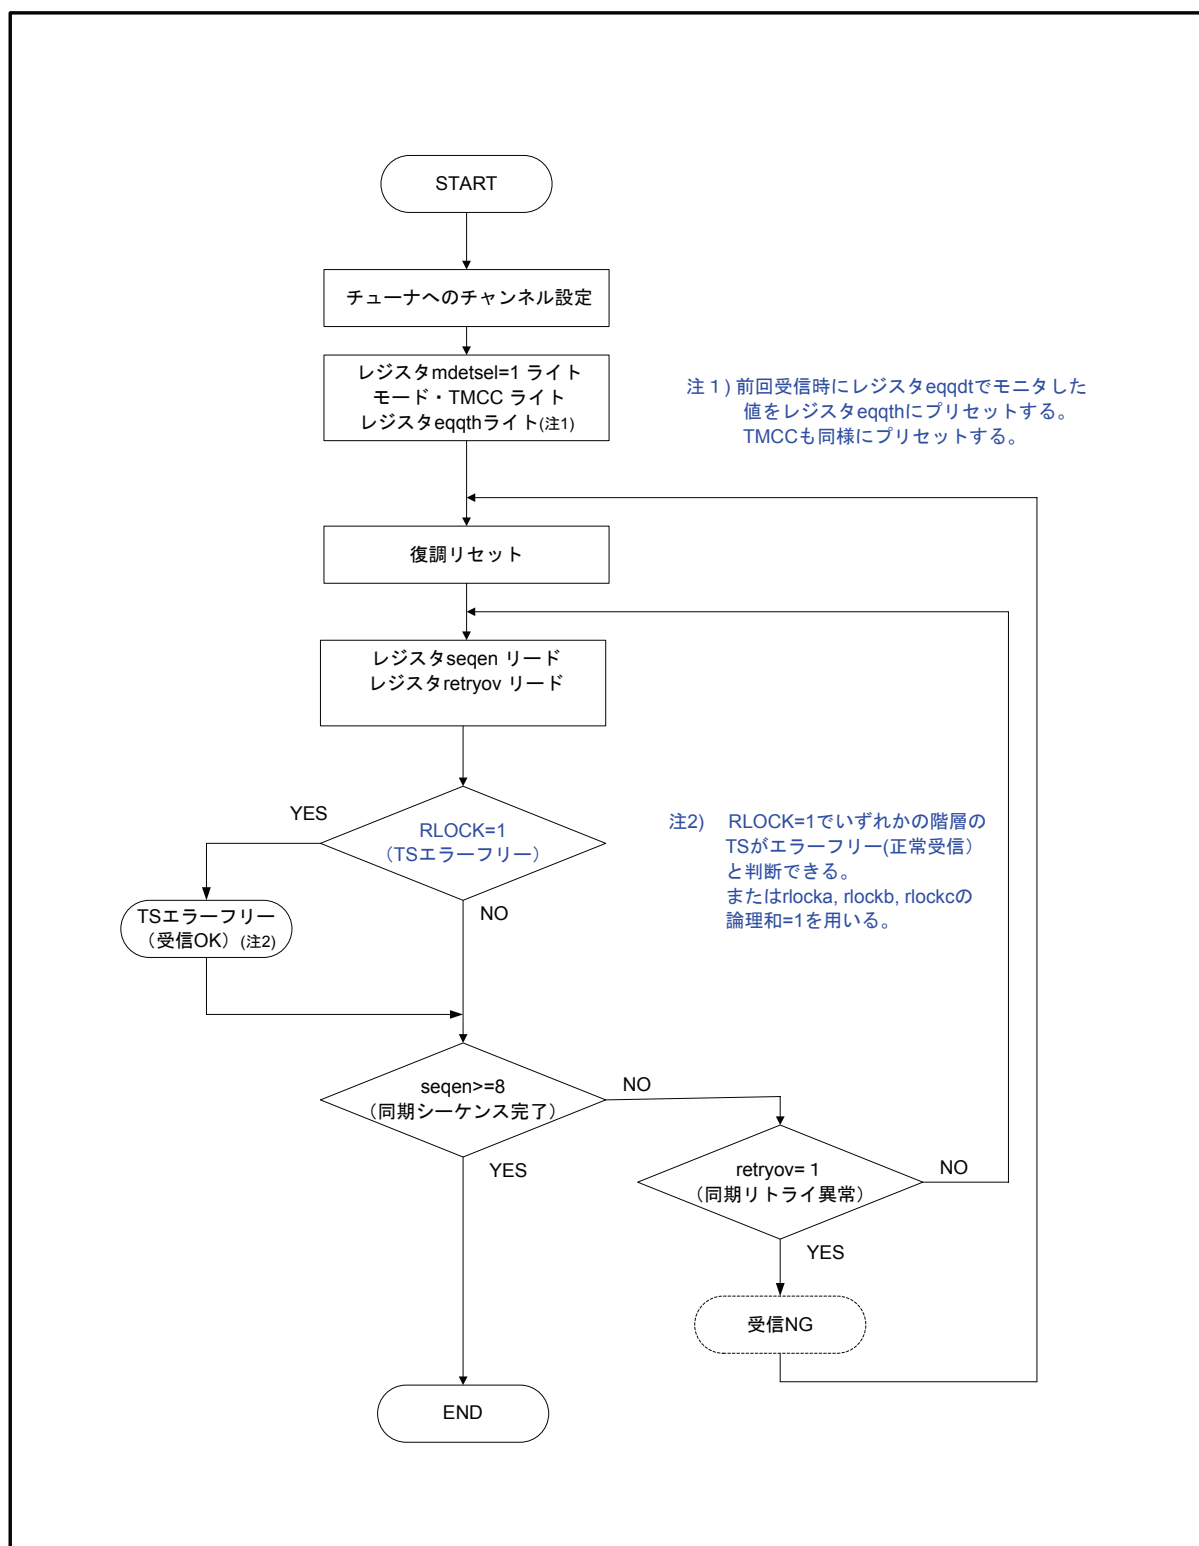 START
チューナへのチャンネル設定
レジスタmdetsel=1 ライト
モード・TMCC ライト
レジスタeqqthライト(注1)
注１) 前回受信時にレジスタeqqdtでモニタした
値をレジスタeqqthにプリセットする。
TMCCも同様にプリセットする。
復調リセット
レジスタseqen リード
レジスタretryov リード
YES
RLOCK=1
（TSエラーフリー）
NO
注2) RLOCK=1でいずれかの階層の
TSがエラーフリー(正常受信）
と判断できる。
またはrlocka, rlockb, rlockcの
論理和=1を用いる。
TSエラーフリー
（受信OK）(注2)
seqen>=8
（同期シーケンス完了）
NO
YES
retryov= 1
（同期リトライ異常）
NO
YES
受信NG
END